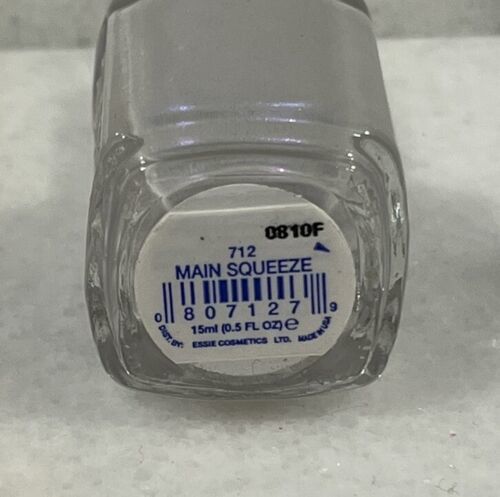 0810F
712
MAIN SQUEEZE
0 807127 9
15ml (0.5 FL OZ) e
DIST. BY: ESSIE COSMETICS LTD. MADE IN USA